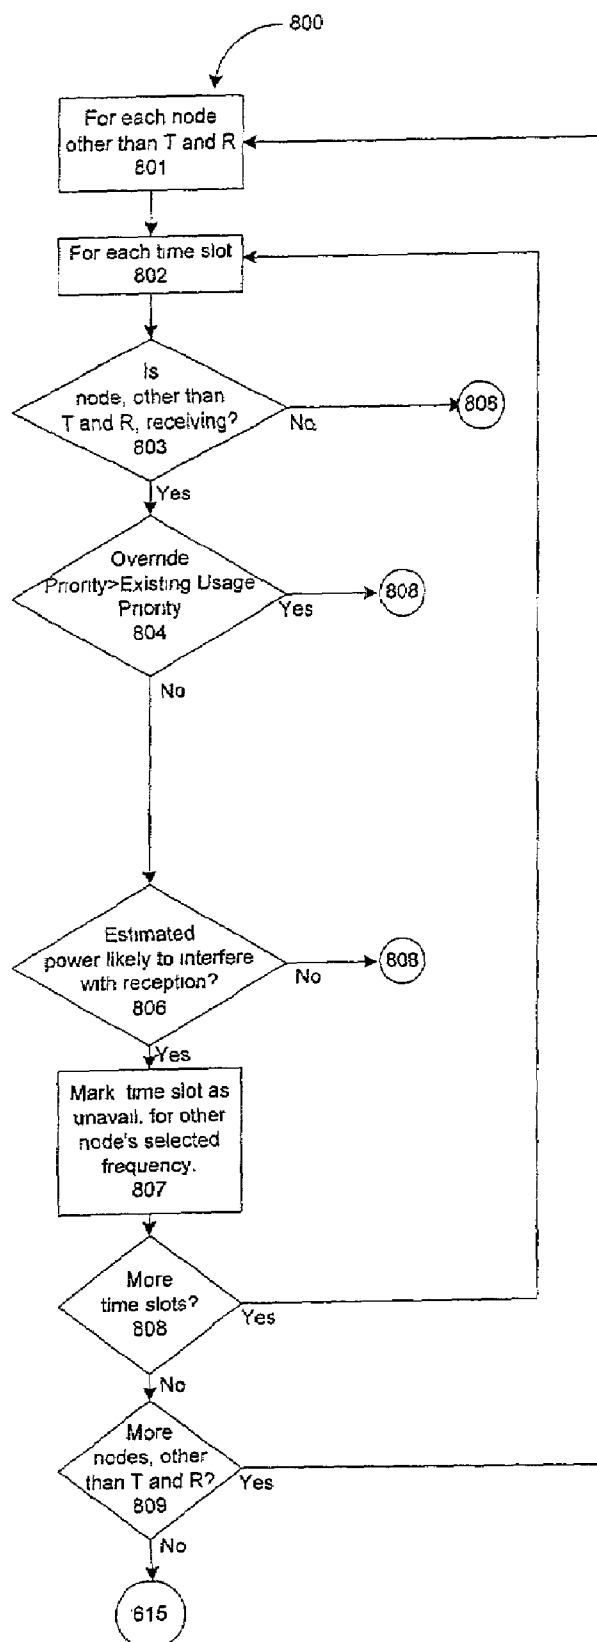 800
For each node
other than T and R
801
For each time slot
802
Is
node, other than
T and R, receiving?
803
No
808
Yes
Override
Priority>Existing Usage
Priority
804
Yes
808
No
Estimated
power likely to interfere
with reception?
806
No
808
Yes
Mark time slot as
unavail. for other
node's selected
frequency.
807
More
time slots?
808
Yes
No
More
nodes, other
than T and R?
809
Yes
No
615